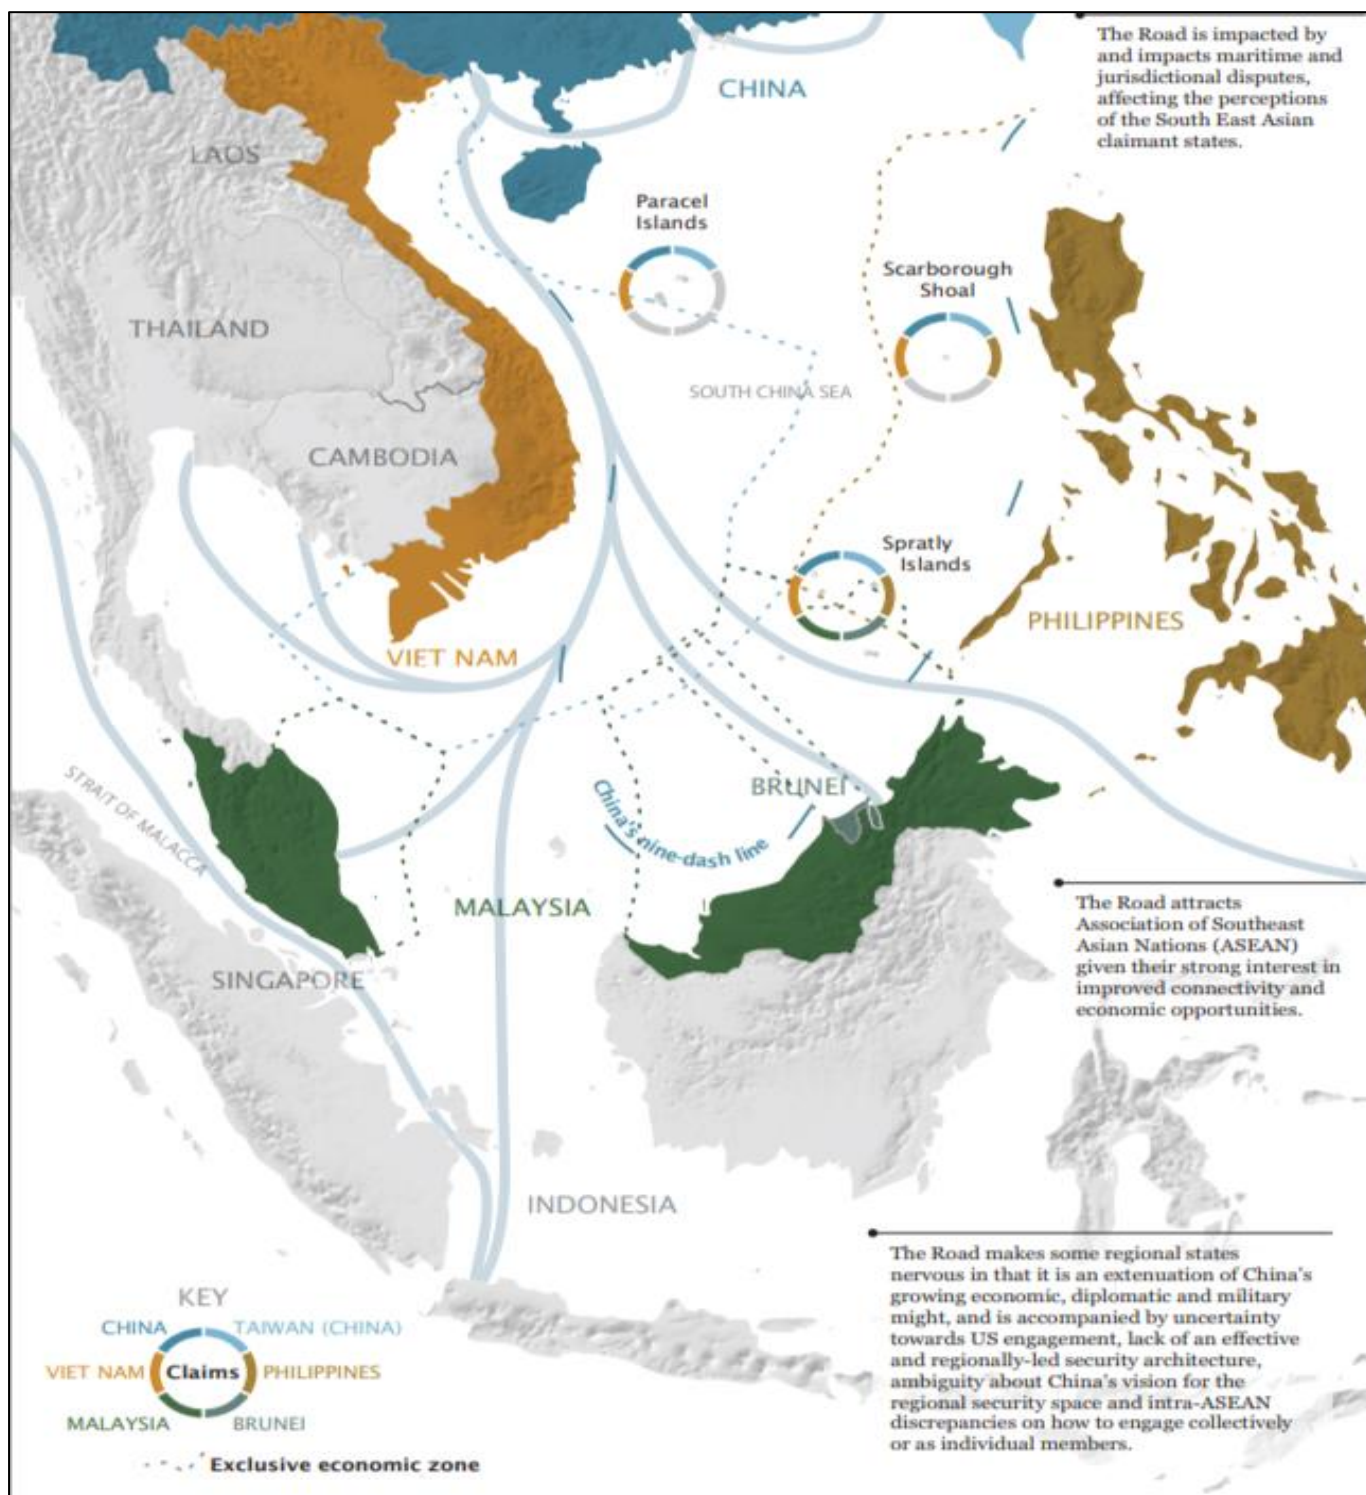 The Road is impacted by
and impacts maritime and
jurisdictional disputes,
affecting the perceptions
of the South East Asian
claimant states.
CHINA
LAOS
Paracel
Islands
Scarborough
Shoal
THAILAND
SOUTH CHINA SEA
CAMBODIA
Spratly
Islands
PHILIPPINES
VIET NAM
STRAIT OF MALACCA
BRUNEI
China's nine-dash line
MALAYSIA
The Road attracts
Association of Southeast
Asian Nations (ASEAN)
given their strong interest in
improved connectivity and
economic opportunities.
SINGAPORE
INDONESIA
The Road makes some regional states
nervous in that it is an extenuation of China's
growing economic, diplomatic and military
might, and is accompanied by uncertainty
towards US engagement, lack of an effective
and regionally-led security architecture,
ambiguity about China's vision for the
regional security space and intra-ASEAN
discrepancies on how to engage collectively
or as individual members.
KEY
CHINA TAIWAN (CHINA)
VIET NAM Claims PHILIPPINES
MALAYSIA BRUNEI
Exclusive economic zone